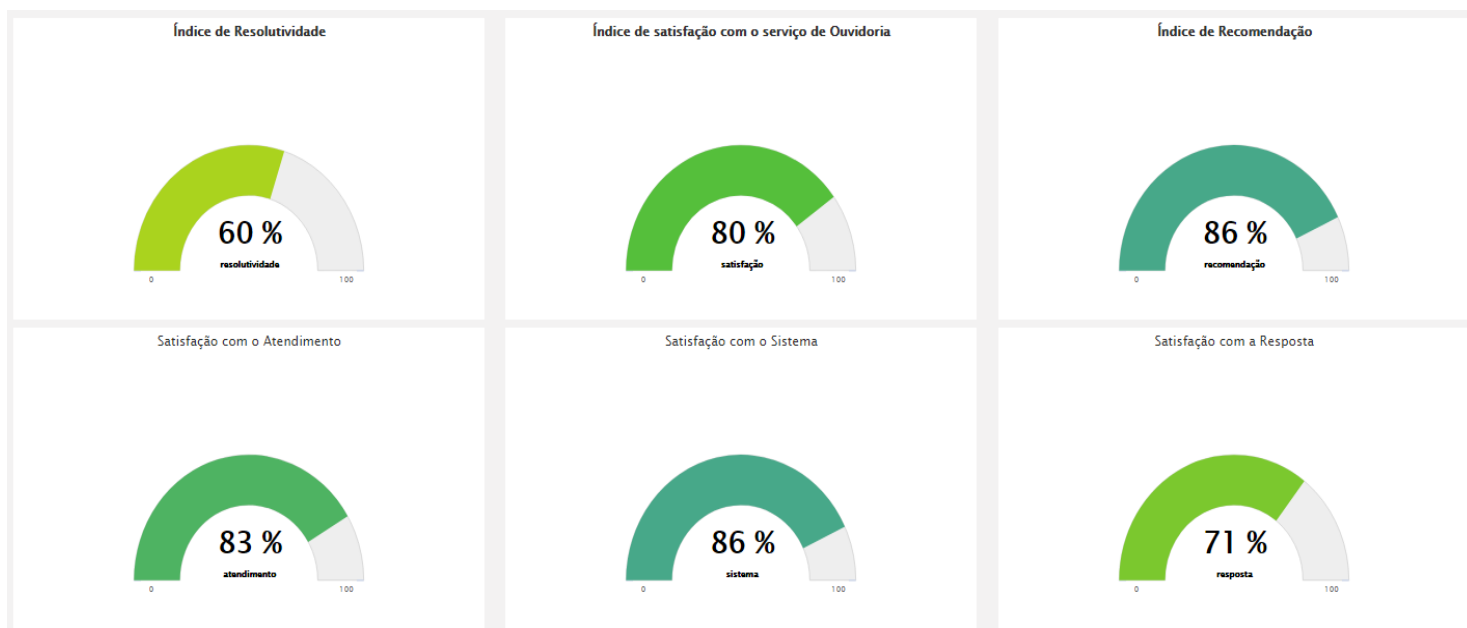 Índice de Resolutividade
60 %
resolutividade
0 100
Índice de satisfação com o serviço de Ouvidoria
80 %
satisfação
0 100
Índice de Recomendação
86 %
recomendação
0 100
Satisfação com o Atendimento
83 %
atendimento
0 100
Satisfação com o Sistema
86 %
sistema
0 100
Satisfação com a Resposta
71 %
resposta
0 100